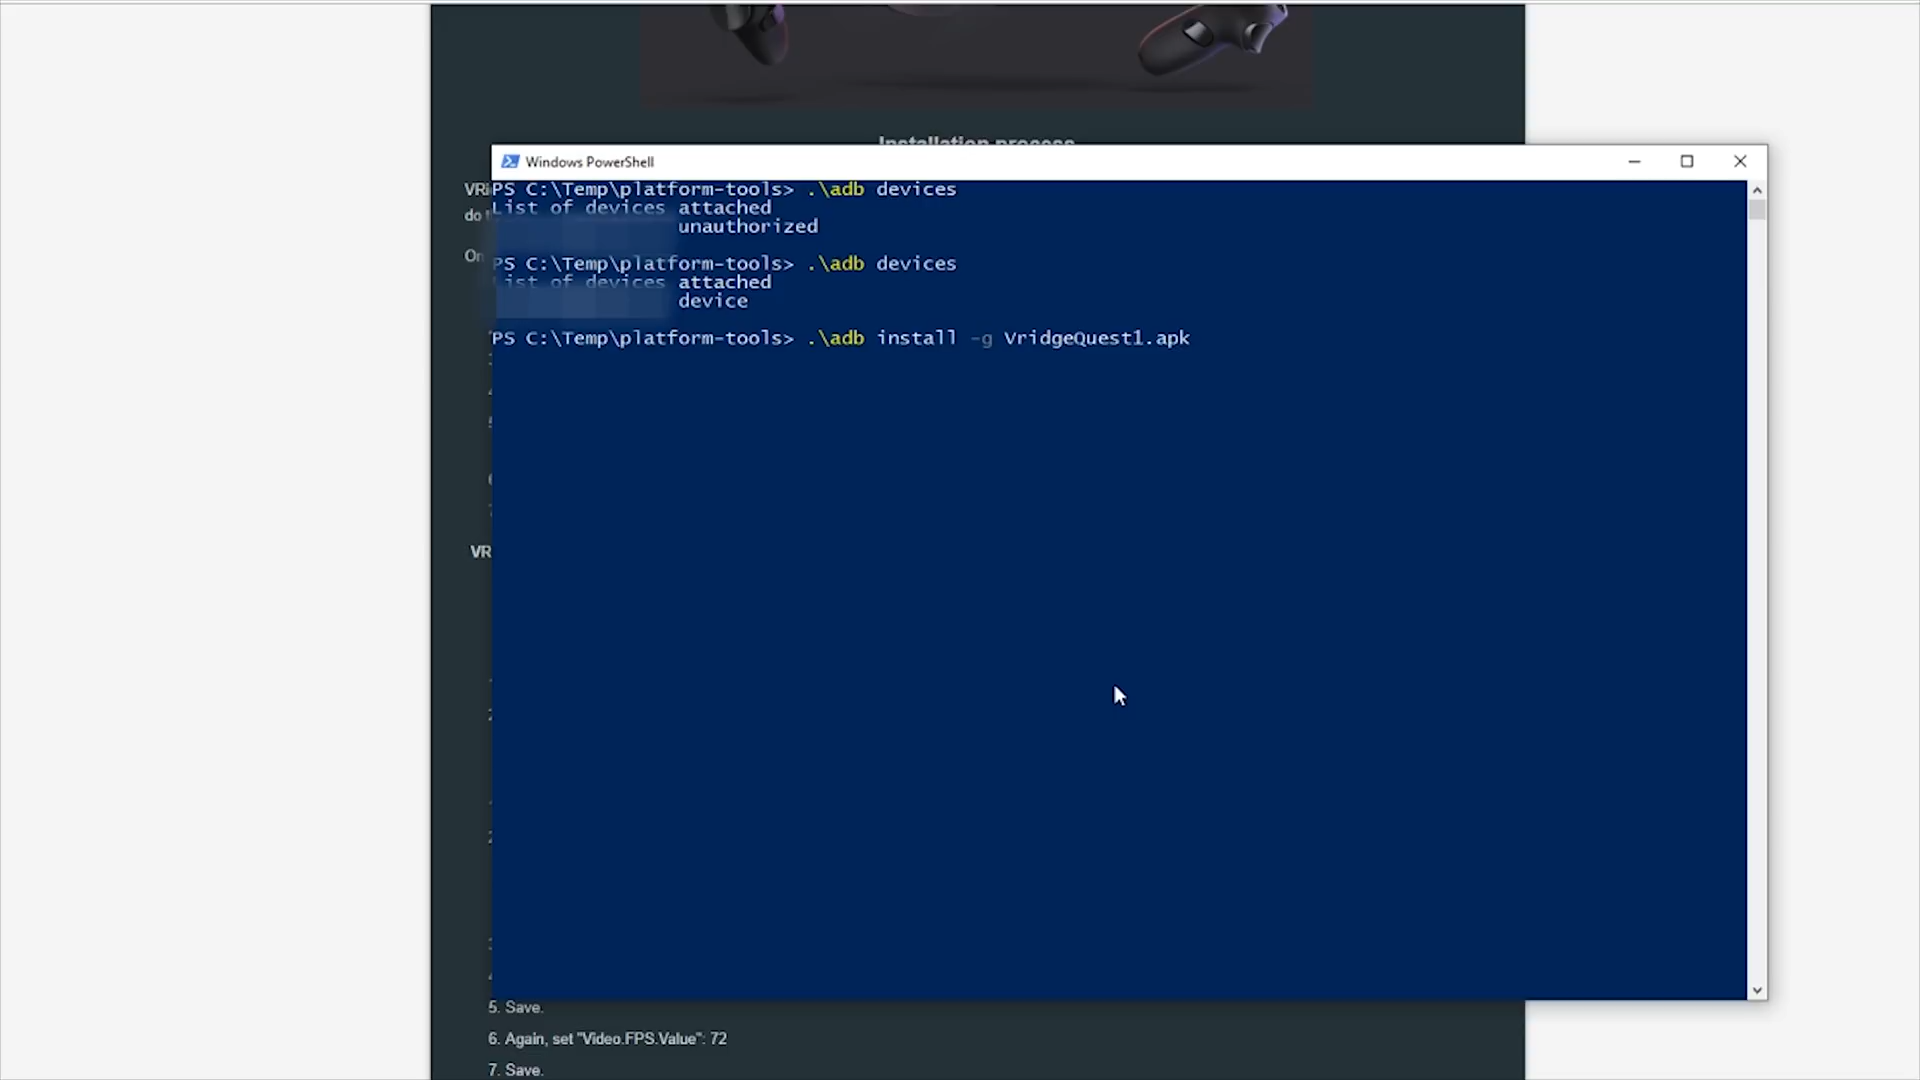 Installation process
Windows PowerShell
PS C:\Temp\platform-tools> .\adb devices
List of devices attached
unauthorized
PS C:\Temp\platform-tools> .\adb devices
List of devices attached
device
PS C:\Temp\platform-tools> .\adb install -g VridgeQuest1.apk
VR
5. Save.
6. Again, set "Video.FPS.Value": 72
7. Save.